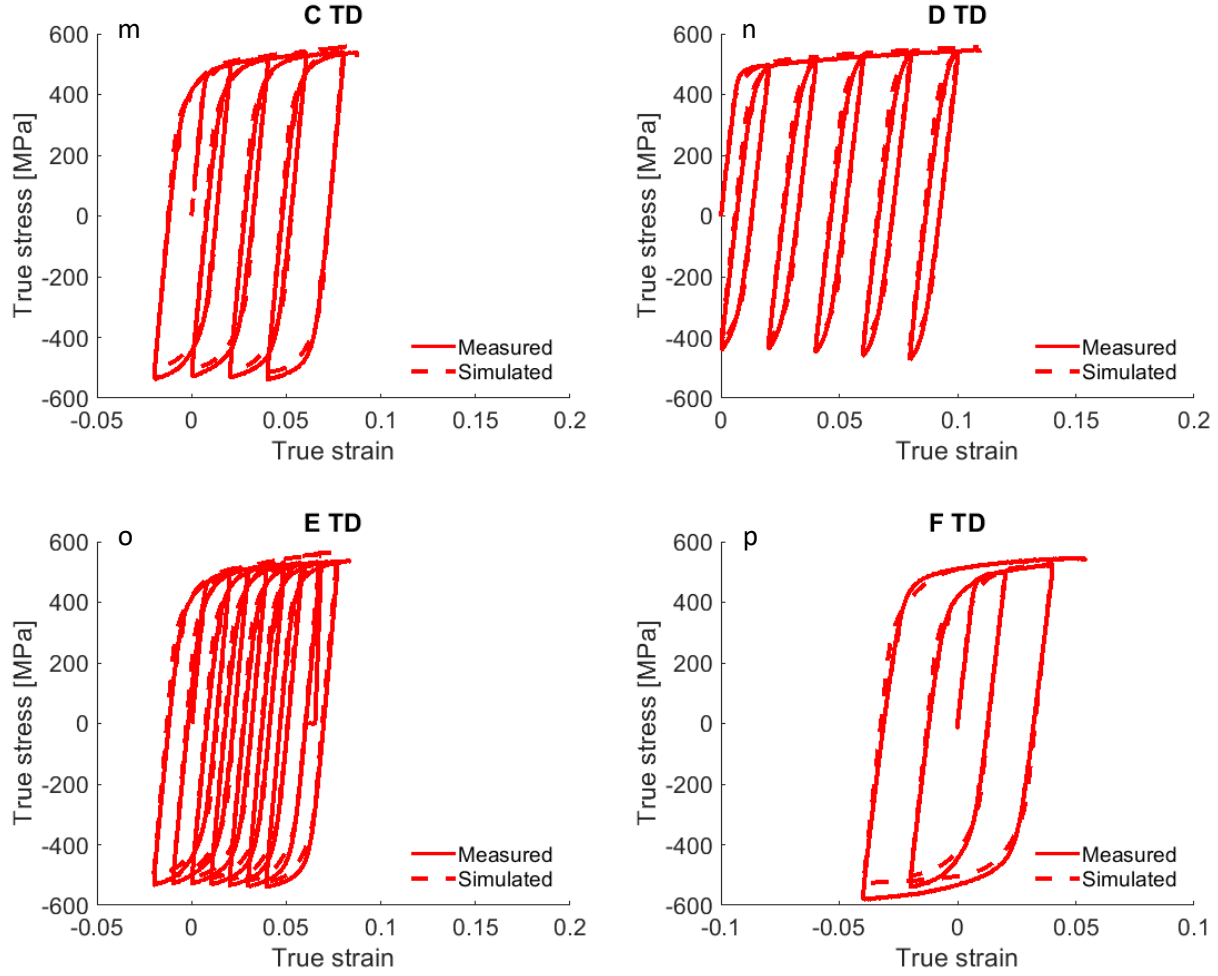 m
C TD
600
400
200
0
-200
-400
-600
True stress [MPa]
Measured
Simulated
-0.05 0 0.05 0.1 0.15 0.2
True strain
n
D TD
600
400
200
0
-200
-400
-600
True stress [MPa]
Measured
Simulated
0 0.05 0.1 0.15 0.2
True strain
o
E TD
600
400
200
0
-200
-400
-600
True stress [MPa]
Measured
Simulated
-0.05 0 0.05 0.1 0.15 0.2
True strain
p
F TD
600
400
200
0
-200
-400
-600
True stress [MPa]
Measured
Simulated
-0.1 -0.05 0 0.05 0.1
True strain